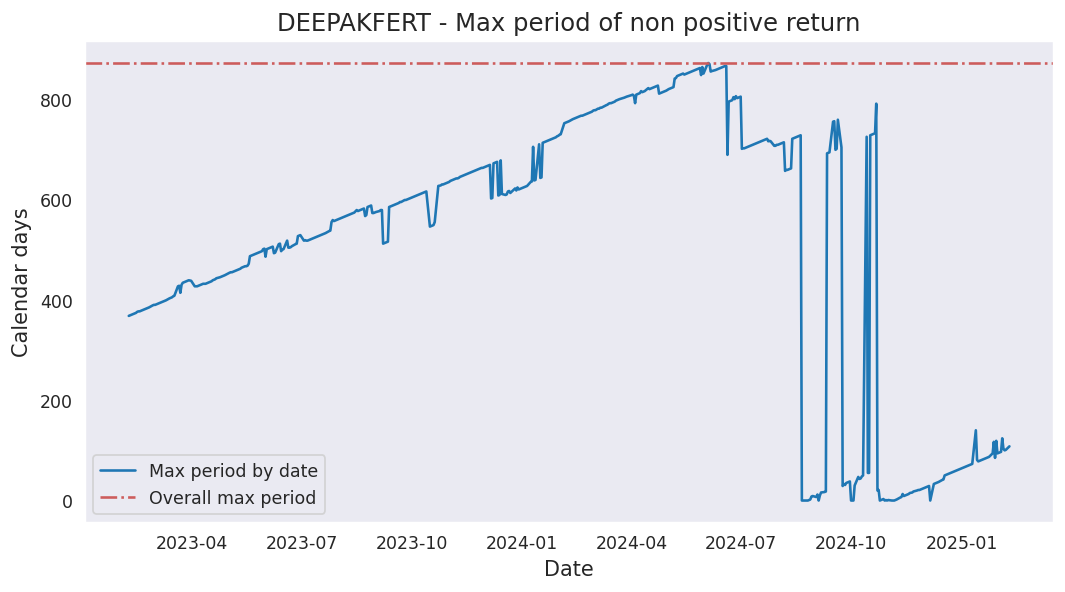 DEEPAKFERT - Max period of non positive return
Calendar days
800
600
400
200
0
Max period by date
Overall max period
2023-04 2023-07 2023-10 2024-01 2024-04 2024-07 2024-10 2025-01
Date